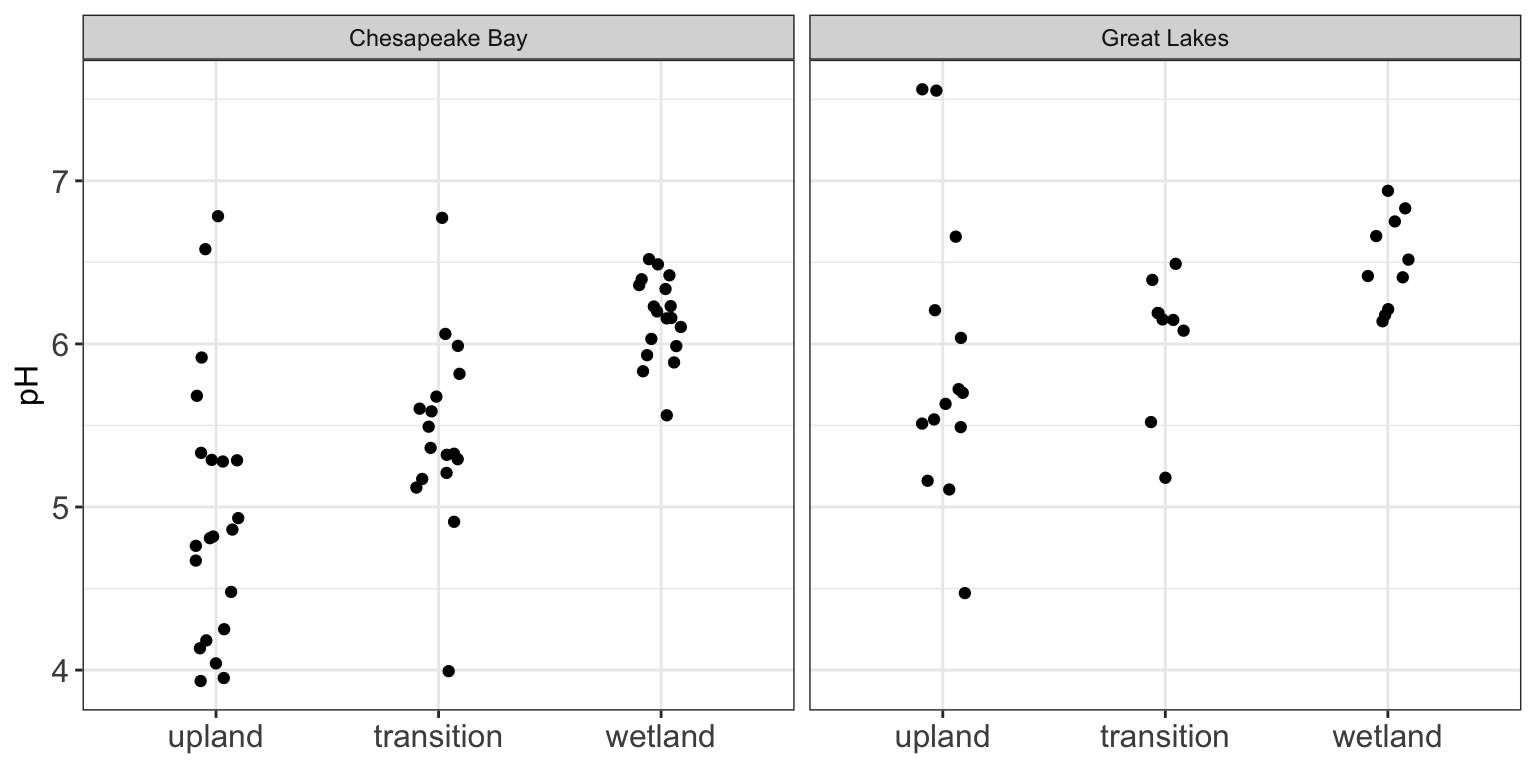 Chesapeake Bay
Great Lakes
pH
7
6
5
4
upland
transition
wetland
upland
transition
wetland